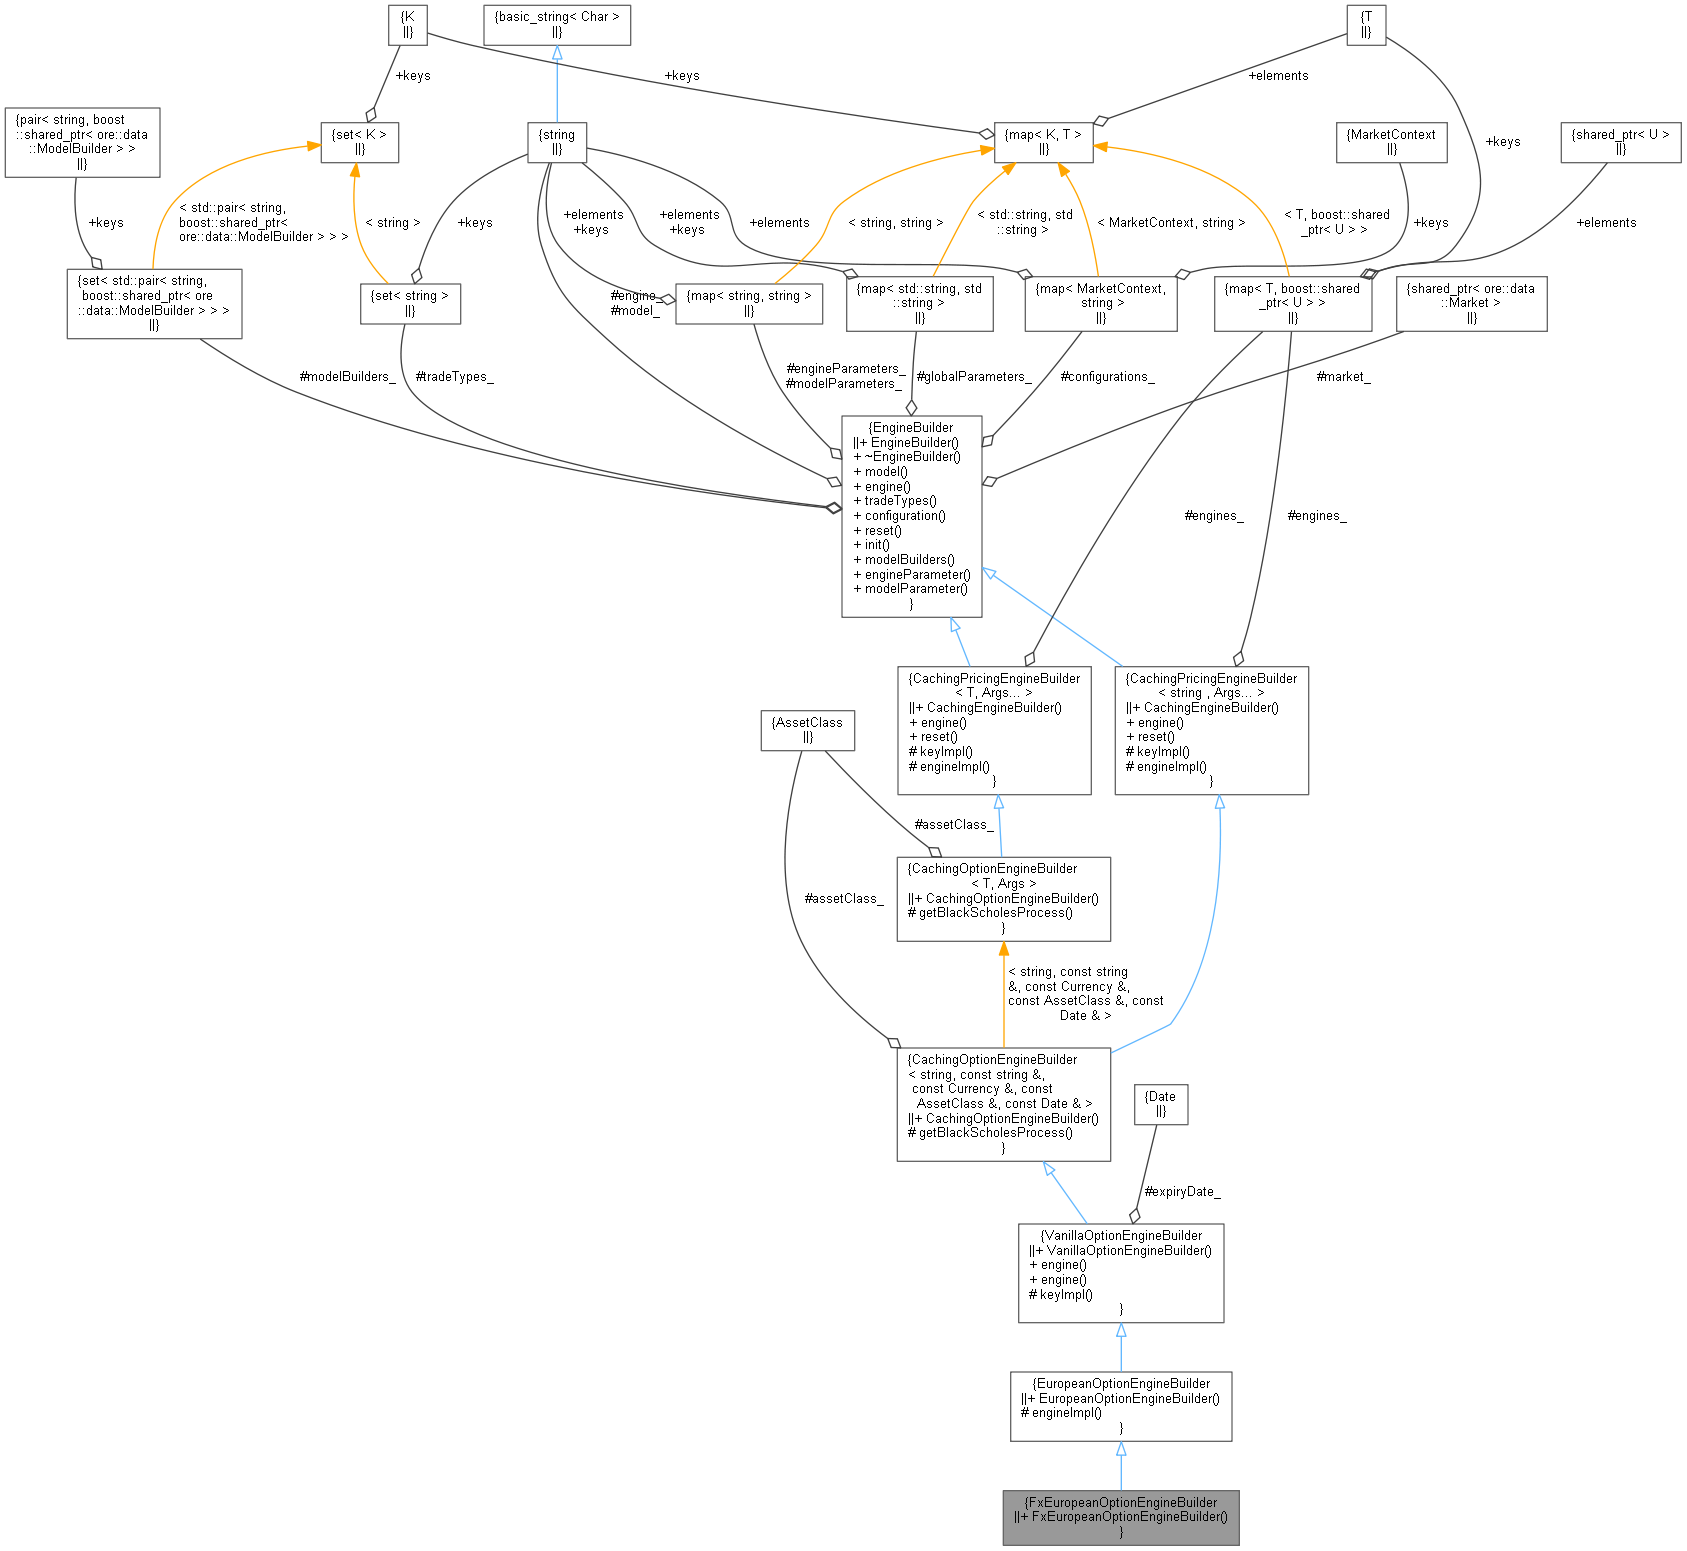 {K
||}
{basic_string< Char >
||}
{T
||}
+keys
+keys
+elements
{pair< string, boost
::shared_ptr< ore::data
::ModelBuilder > >
||}
{set< K >
||}
{string
||}
{map< K, T >
||}
{MarketContext
||}
+keys
{shared_ptr< U >
||}
+keys
< std::pair< string,
boost::shared_ptr<
ore::data::ModelBuilder > > >
< string >
+keys
+elements
+keys
+elements
+keys
+elements
< string, string >
< std::string, std
::string >
< MarketContext, string >
< T, boost::shared
_ptr< U > >
+keys
+elements
{set< std::pair< string,
boost::shared_ptr< ore
::data::ModelBuilder > > >
||}
{set< string >
||}
#engine_
#model_
{map< string, string >
||}
{map< std::string, std
::string >
||}
{map< MarketContext,
string >
||}
{map< T, boost::shared
_ptr< U > >
||}
{shared_ptr< ore::data
::Market >
||}
#modelBuilders_
#tradeTypes_
#engineParameters_
#modelParameters_
#globalParameters_
#configurations_
#market_
{EngineBuilder
||+ EngineBuilder()
+ ~EngineBuilder()
+ model()
+ engine()
+ tradeTypes()
+ configuration()
+ reset()
+ init()
+ modelBuilders()
+ engineParameter()
+ modelParameter()
}
#engines_
#engines_
{CachingPricingEngineBuilder
< T, Args... >
||+ CachingEngineBuilder()
+ engine()
+ reset()
# keyImpl()
# engineImpl()
}
{CachingPricingEngineBuilder
< string , Args... >
||+ CachingEngineBuilder()
+ engine()
+ reset()
# keyImpl()
# engineImpl()
}
{AssetClass
||}
#assetClass_
#assetClass_
{CachingOptionEngineBuilder
< T, Args >
||+ CachingOptionEngineBuilder()
# getBlackScholesProcess()
}
< string, const string
&, const Currency &,
const AssetClass &, const
Date & >
{CachingOptionEngineBuilder
< string, const string &,
const Currency &, const
AssetClass &, const Date & >
||+ CachingOptionEngineBuilder()
# getBlackScholesProcess()
}
{Date
||}
#expiryDate_
{VanillaOptionEngineBuilder
||+ VanillaOptionEngineBuilder()
+ engine()
+ engine()
# keyImpl()
}
{EuropeanOptionEngineBuilder
||+ EuropeanOptionEngineBuilder()
# engineImpl()
}
{FxEuropeanOptionEngineBuilder
||+ FxEuropeanOptionEngineBuilder()
}